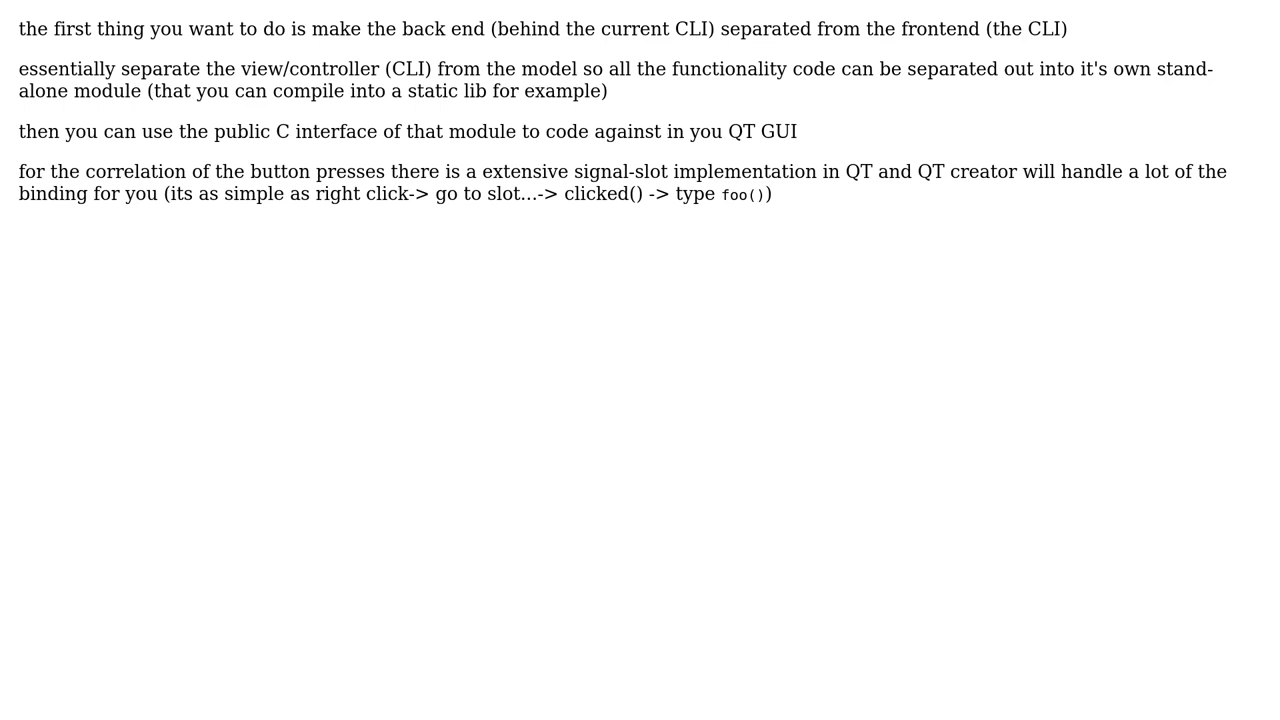 the first thing you want to do is make the back end (behind the current CLI) separated from the frontend (the CLI)
essentially separate the view/controller (CLI) from the model so all the functionality code can be separated out into it's own stand-
alone module (that you can compile into a static lib for example)
then you can use the public C interface of that module to code against in you QT GUI
for the correlation of the button presses there is a extensive signal-slot implementation in QT and QT creator will handle a lot of the
binding for you (its as simple as right click-> go to slot...-> clicked() -> type foo())